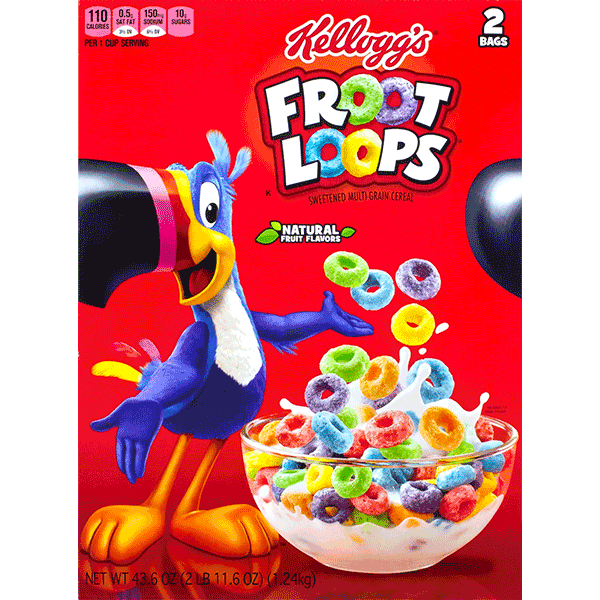 110
CALORIES
0.5g
SAT FAT
3% DV
150mg
SODIUM
6% DV
10g
SUGARS
PER 1 CUP SERVING
Kellogg's
2
BAGS
FROOT
LOOPS
SWEETENED MULTI-GRAIN CEREAL
NATURAL
FRUIT FLAVORS
NET WT 43.6 OZ (2 LB 11.6 OZ) (1.24kg)